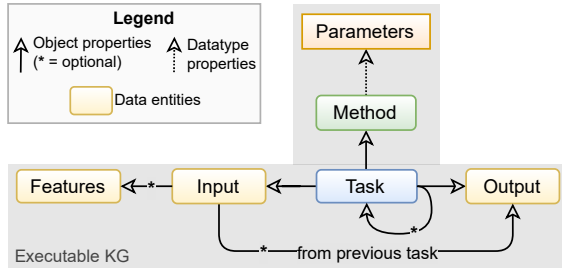 Legend
Object properties
(* = optional)
Datatype
properties
Data entities
Parameters
Method
Features
*
Input
Task
Output
*
*
from previous task
Executable KG